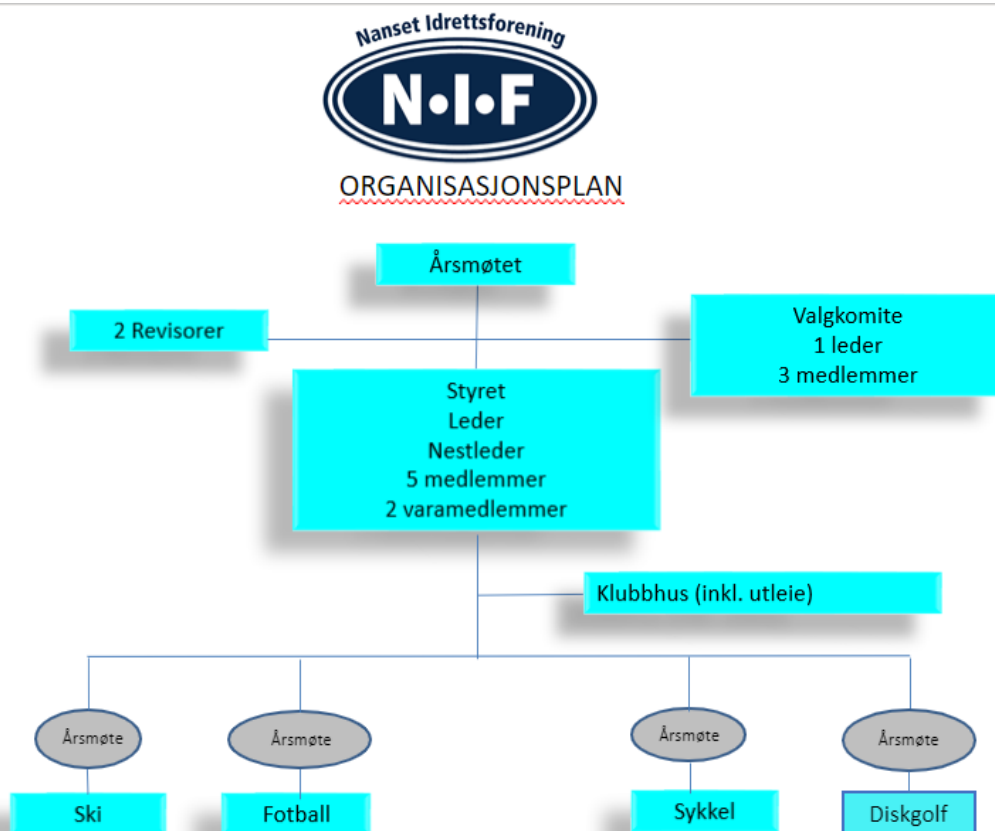 Nanset Idrettsforening
N•I•F
ORGANISASJONSPLAN
Årsmøtet
2 Revisorer
Valgkomite
1 leder
3 medlemmer
Styret
Leder
Nestleder
5 medlemmer
2 varamedlemmer
Klubbhus (inkl. utleie)
Årsmøte
Årsmøte
Årsmøte
Årsmøte
Ski
Fotball
Sykkel
Diskgolf